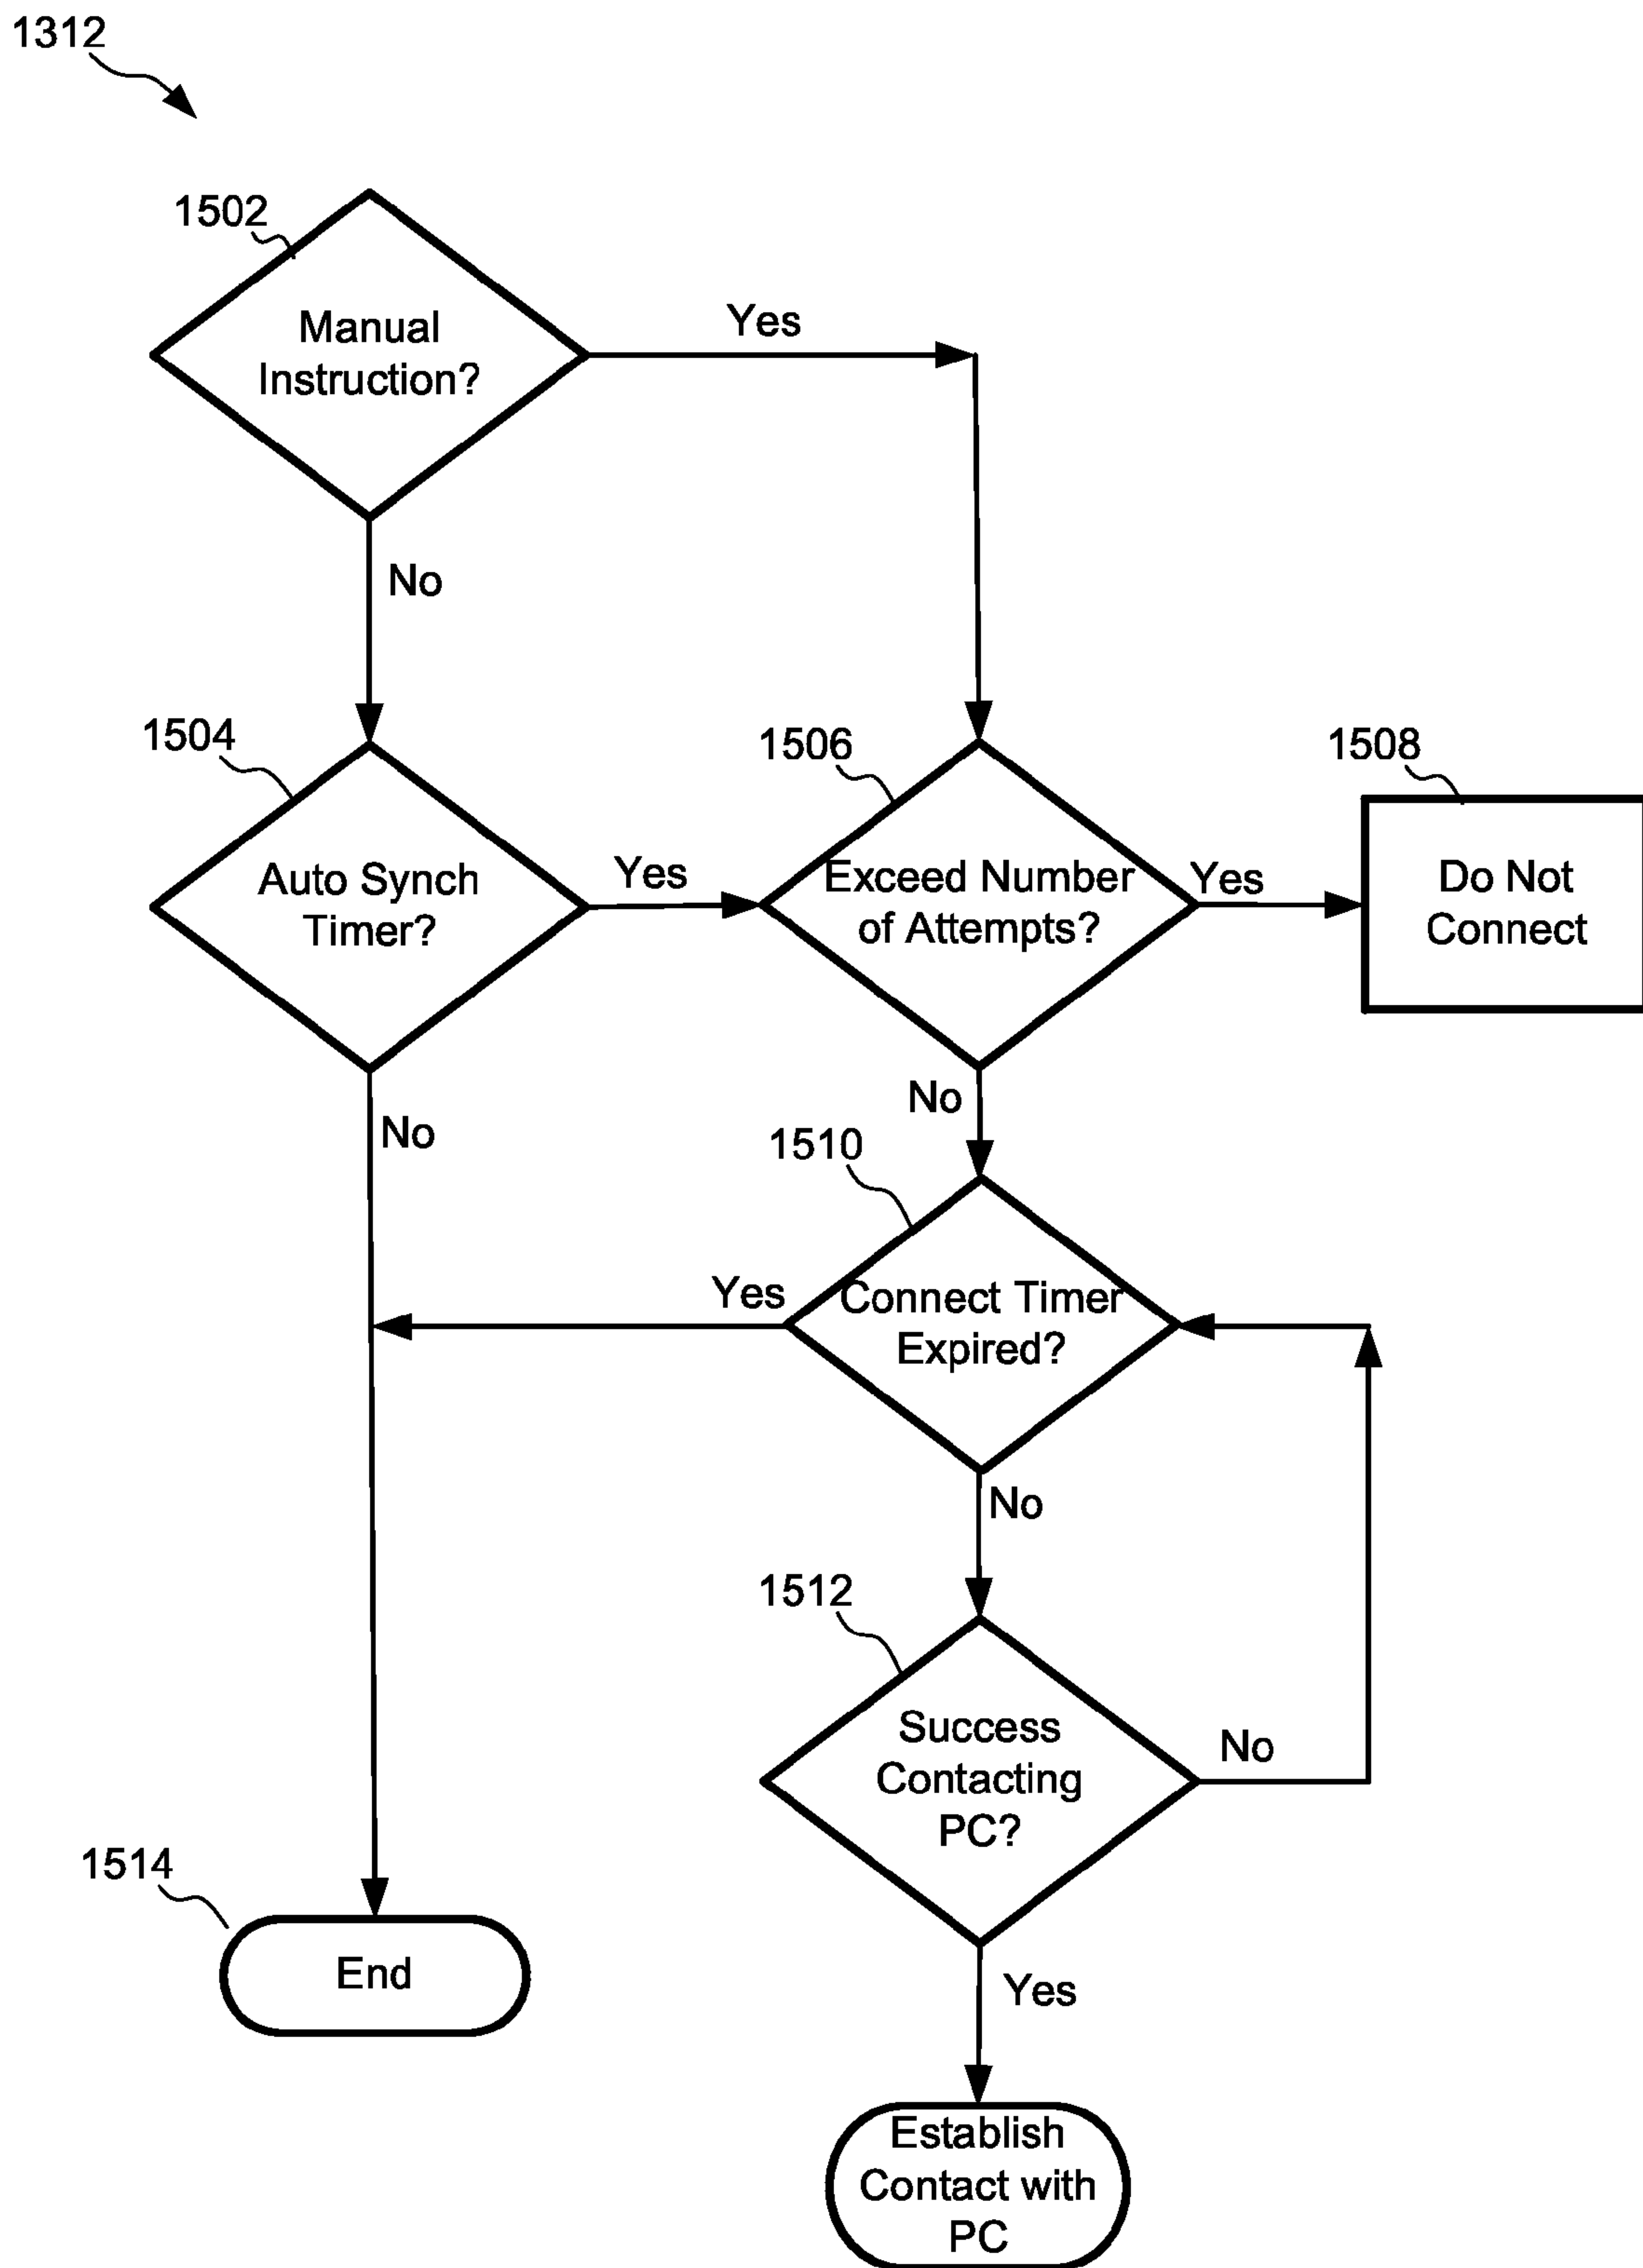 1312
1502
Manual
Instruction?
Yes
No
1504
Auto Synch
Timer?
Yes
1506
Exceed Number
of Attempts?
Yes
1508
Do Not
Connect
No
No
1510
Connect Timer
Expired?
Yes
No
1512
Success
Contacting
PC?
No
1514
End
Yes
Establish
Contact with
PC